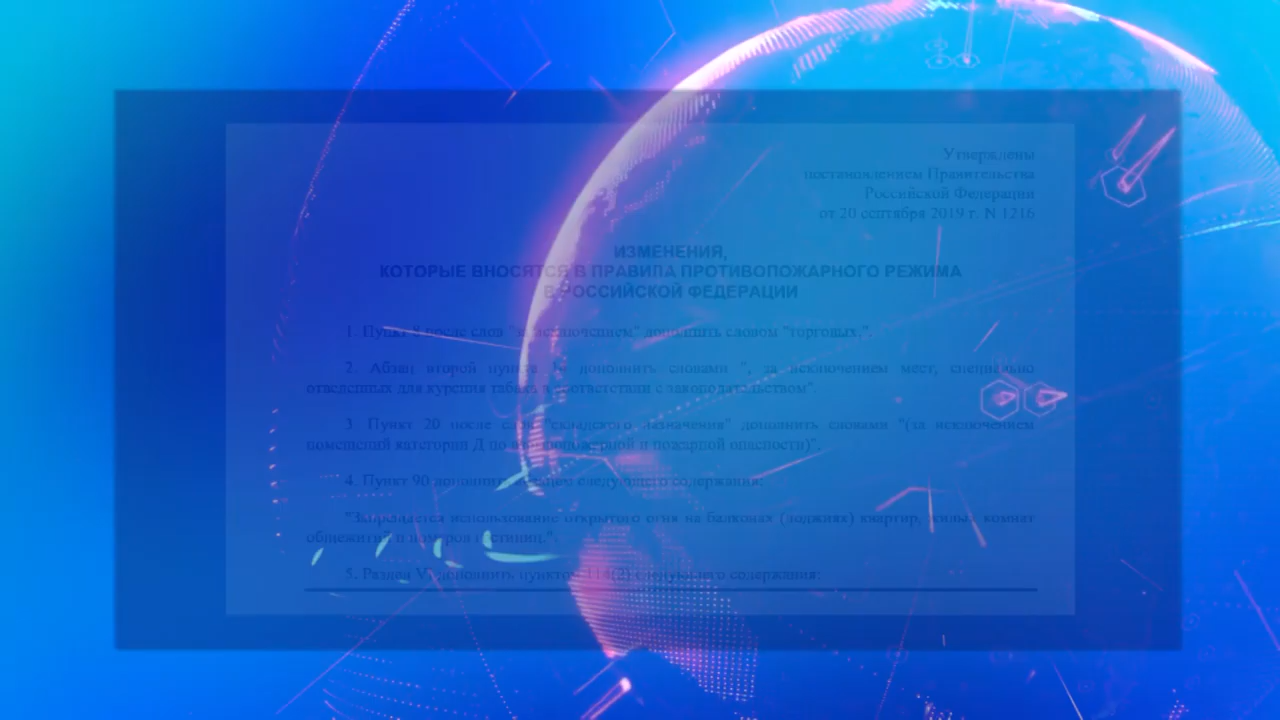 Утверждены
постановлением Правительства
Российской Федерации
от 20 сентября 2019 г. N 1216
ИЗМЕНЕНИЯ,
КОТОРЫЕ ВНОСЯТСЯ В ПРАВИЛА ПРОТИВОПОЖАРНОГО РЕЖИМА
В РОССИЙСКОЙ ФЕДЕРАЦИИ
1. Пункт 8 после слов "за исключением" дополнить словом "торговых,".
2. Абзац второй пункта дополнить словами ", за исключением мест, специально
отведенных для курения табака в соответствии с законодательством".
3. Пункт 20 после слов "складского назначения" дополнить словами "(за исключением
помещений категории Д по взрывопожарной и пожарной опасности)".
4. Пункт 90 дополнить абзацем следующего содержания:
"Запрещается использование открытого огня на балконах (лоджиях) квартир, жилых комнат
общежитий и номеров гостиниц.".
5. Раздел дополнить пунктом 114(2) следующего содержания: